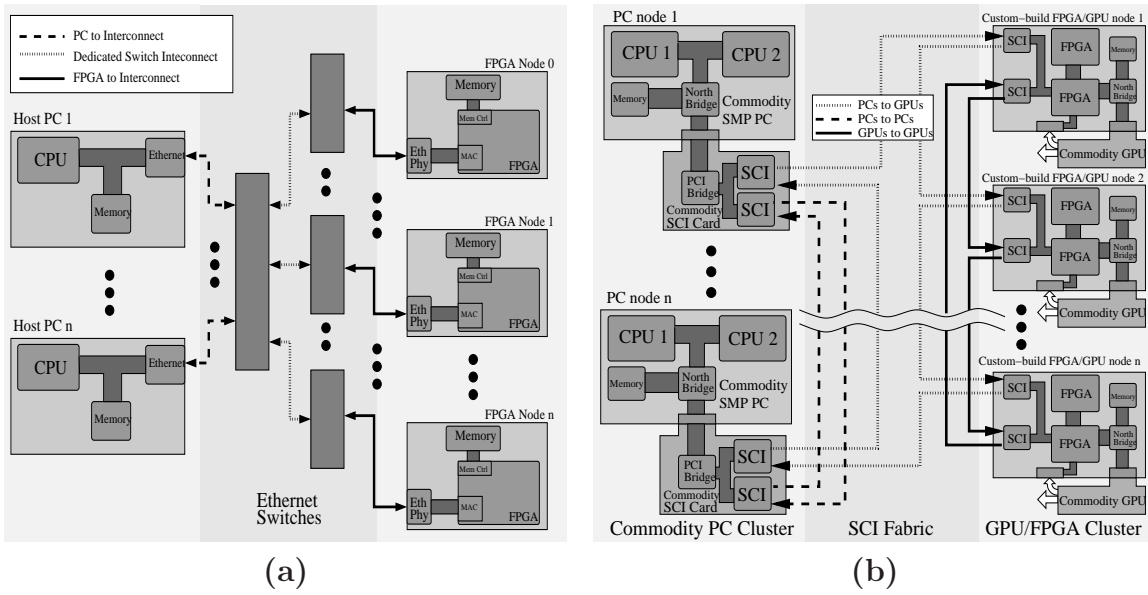 PC to Interconnect
Dedicated Switch Inteconnect
FPGA to Interconnect
Host PC 1
CPU
Ethernet
Memory
Host PC n
CPU
Ethernet
Memory
Ethernet
Switches
FPGA Node 0
Memory
Mem Ctrl
Eth
Phy
MAC
FPGA
FPGA Node 1
Memory
Mem Ctrl
Eth
Phy
MAC
FPGA
FPGA Node n
Memory
Mem Ctrl
Eth
Phy
MAC
FPGA
(a)
PC node 1
CPU 1
CPU 2
Memory
North
Bridge
Commodity
SMP PC
PCI
Bridge
SCI
SCI
Commodity
SCI Card
PC node n
CPU 1
CPU 2
Memory
North
Bridge
Commodity
SMP PC
PCI
Bridge
SCI
SCI
Commodity
SCI Card
Commodity PC Cluster
PCs to GPUs
PCs to PCs
GPUs to GPUs
SCI Fabric
Custom-build FPGA/GPU node 1
SCI
FPGA
Memory
SCI
FPGA
North
Bridge
Commodity GPU
Custom-build FPGA/GPU node 2
SCI
FPGA
Memory
SCI
FPGA
North
Bridge
Commodity GPU
Custom-build FPGA/GPU node n
SCI
FPGA
Memory
SCI
FPGA
North
Bridge
Commodity GPU
GPU/FPGA Cluster
(b)